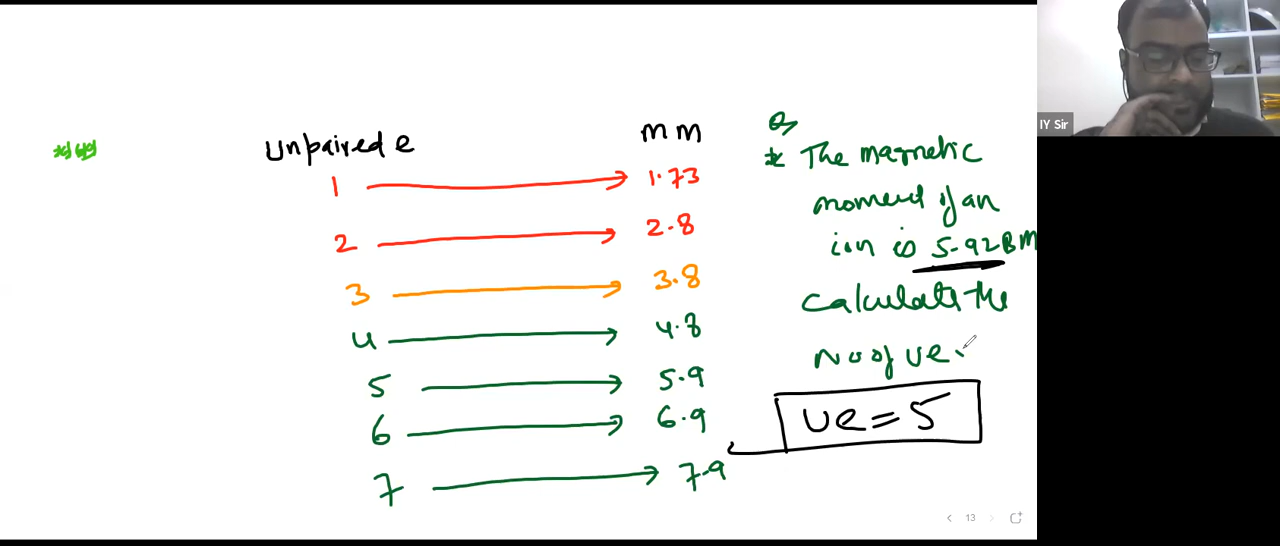 unpaired e
mm
1 → 1.73
2 → 2.8
3 → 3.8
4 → 4.8
5 → 5.9
6 → 6.9
7 → 7.9
Q
* The magnetic
moment of an
ion is 5.92 BM
calculate the
no of ue.
ue = 5
IY Sir
13